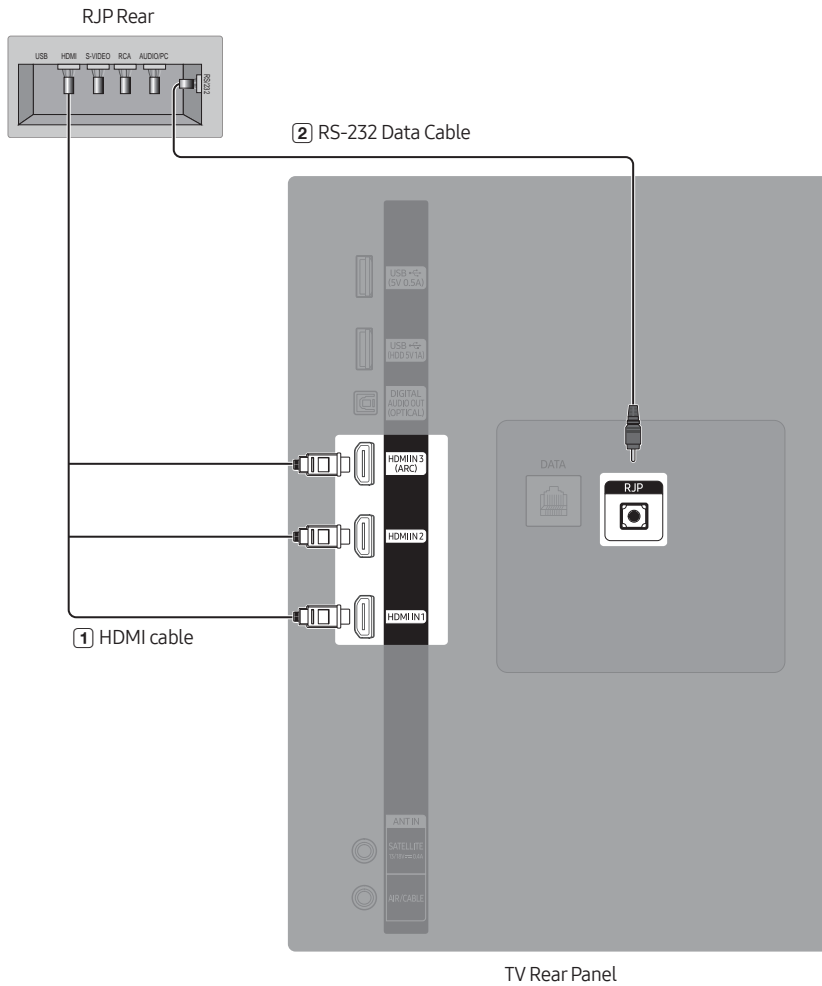 RJP Rear
USB HDMI S-VIDEO RCA AUDIO/PC
RS/232
2 RS-232 Data Cable
USB
(5V 0.5A)
USB
(HDD 5V 1A)
DIGITAL
AUDIO OUT
(OPTICAL)
HDMI IN 3
(ARC)
DATA
RJP
HDMI IN 2
HDMI IN 1
1 HDMI cable
ANT IN
SATELLITE
AIR/CABLE
TV Rear Panel